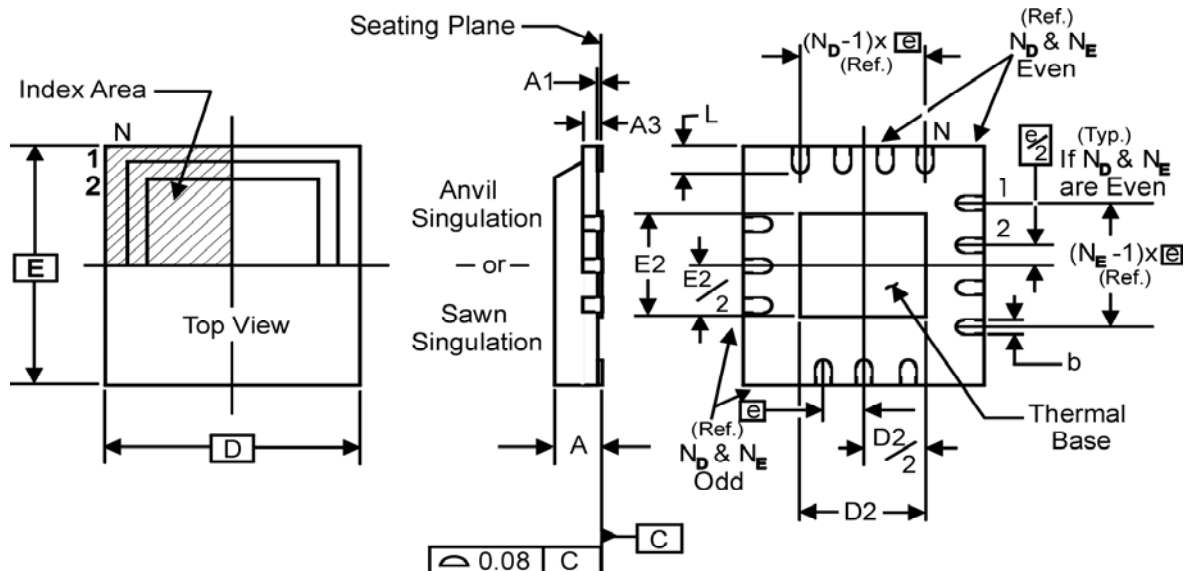 Seating Plane
Index Area
N
1
2
E
Top View
D
A1
A3
Anvil
Singulation
— or —
Sawn
Singulation
A
C
⌓ 0.08 C
(N_D-1)x e
(Ref.)
(Ref.)
N_D & N_E
Even
L
N
e/2
(Typ.)
If N_D & N_E
are Even
1
2
(N_E-1)x e
(Ref.)
E2
E2/2
b
e
(Ref.)
N_D & N_E
Odd
D2/2
D2
Thermal
Base